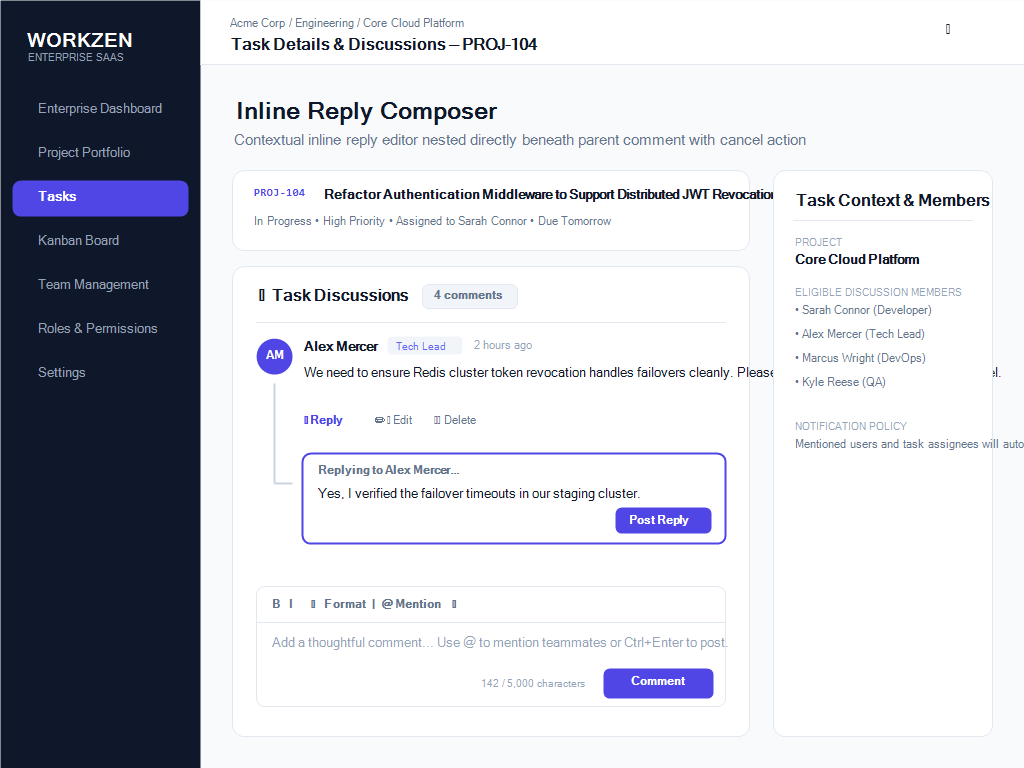 WORKZEN
ENTERPRISE SAAS
Enterprise Dashboard
Project Portfolio
Tasks
Kanban Board
Team Management
Roles & Permissions
Settings
Acme Corp / Engineering / Core Cloud Platform
Task Details & Discussions – PROJ-104
Inline Reply Composer
Contextual inline reply editor nested directly beneath parent comment with cancel action
PROJ-104 Refactor Authentication Middleware to Support Distributed JWT Revocation
In Progress • High Priority • Assigned to Sarah Connor • Due Tomorrow
Task Discussions 4 comments
AM Alex Mercer Tech Lead 2 hours ago
We need to ensure Redis cluster token revocation handles failovers cleanly. Please el.
Reply Edit Delete
Replying to Alex Mercer...
Yes, I verified the failover timeouts in our staging cluster.
Post Reply
B I Format | @ Mention
Add a thoughtful comment... Use @ to mention teammates or Ctrl+Enter to post.
142 / 5,000 characters Comment
Task Context & Members
PROJECT
Core Cloud Platform
ELIGIBLE DISCUSSION MEMBERS
• Sarah Connor (Developer)
• Alex Mercer (Tech Lead)
• Marcus Wright (DevOps)
• Kyle Reese (QA)
NOTIFICATION POLICY
Mentioned users and task assignees will auto